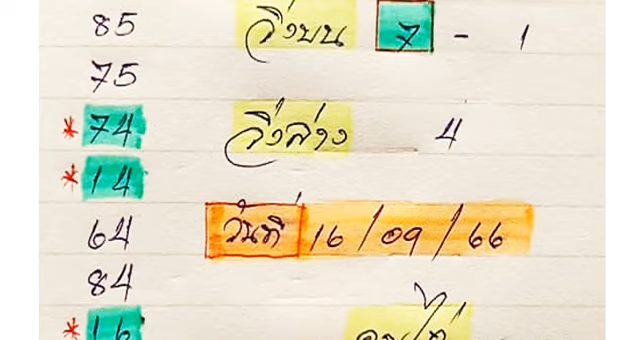 85 วิ่งบน 7 - 1
75
* 74 วิ่งล่าง 4
* 14
64 วันที่ 16/09/66
84
* 16